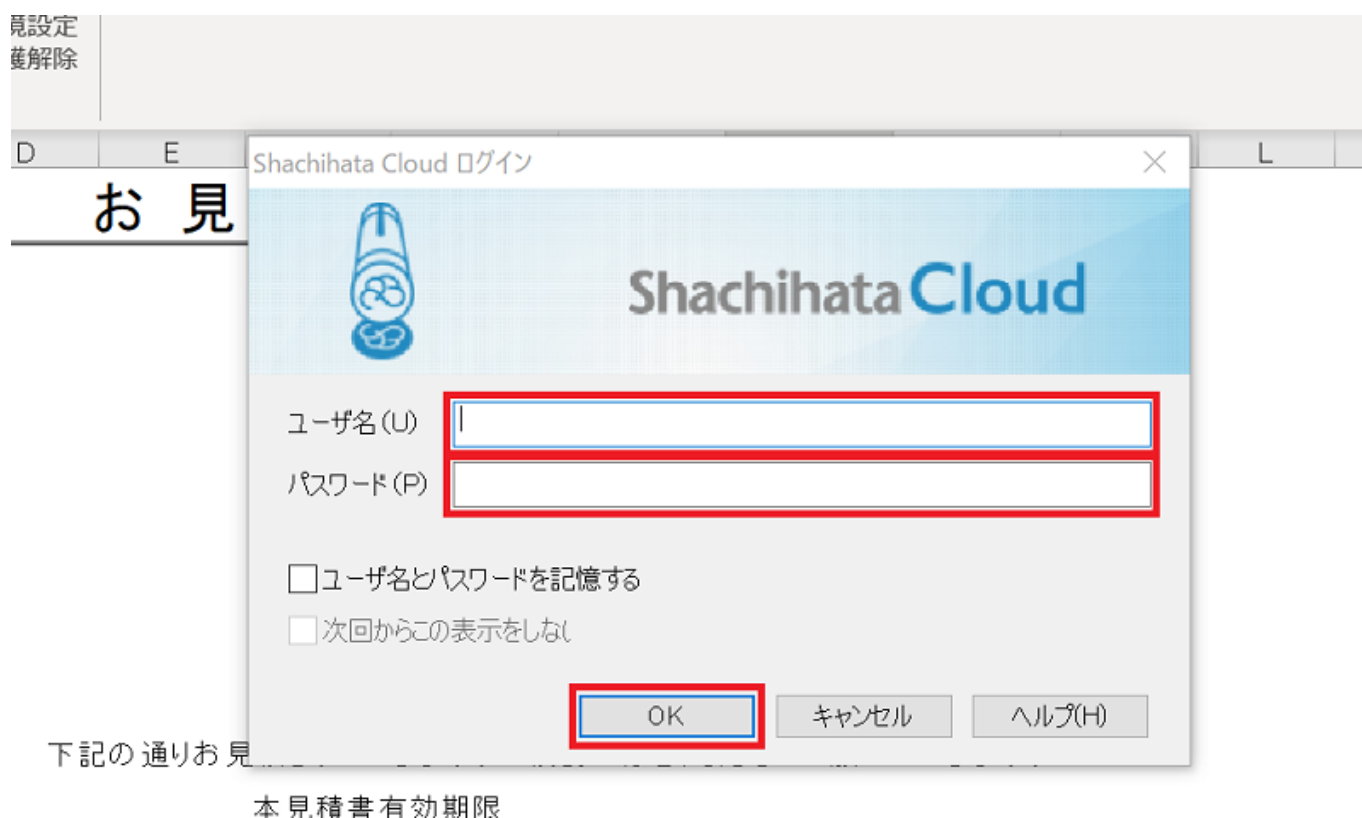 境設定
護解除
D E L
Shachihata Cloud ログイン
お 見
Shachihata Cloud
ユーザ名(U)
パスワード(P)
ユーザ名とパスワードを記憶する
次回からこの表示をしない
OK キャンセル ヘルプ(H)
下記の 通りお 見
本見積書有効期限